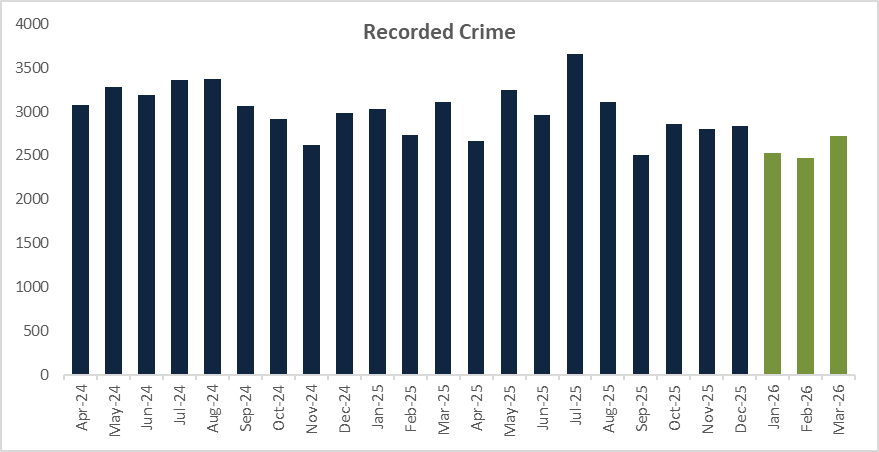 Recorded Crime
4000
3500
3000
2500
2000
1500
1000
500
0
Apr-24
May-24
Jun-24
Jul-24
Aug-24
Sep-24
Oct-24
Nov-24
Dec-24
Jan-25
Feb-25
Mar-25
Apr-25
May-25
Jun-25
Jul-25
Aug-25
Sep-25
Oct-25
Nov-25
Dec-25
Jan-26
Feb-26
Mar-26